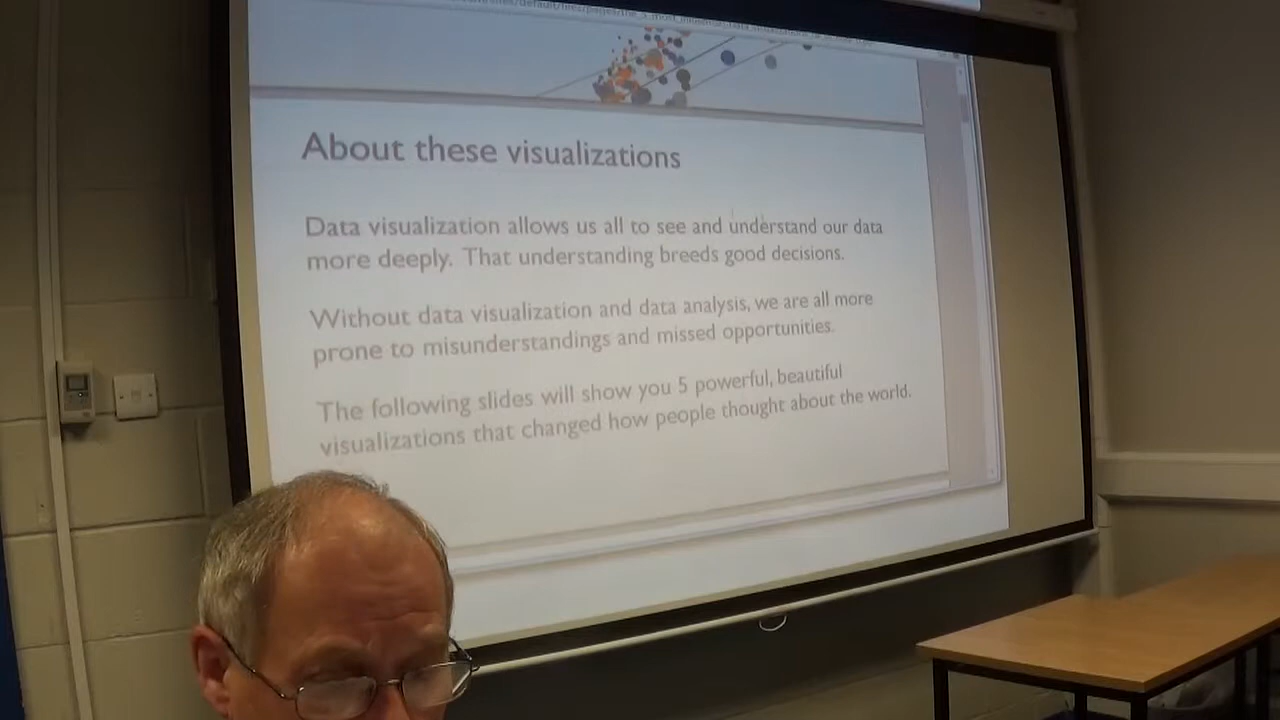 About these visualizations
Data visualization allows us all to see and understand our data
more deeply. That understanding breeds good decisions.
Without data visualization and data analysis, we are all more
prone to misunderstandings and missed opportunities.
The following slides will show you 5 powerful, beautiful
visualizations that changed how people thought about the world.